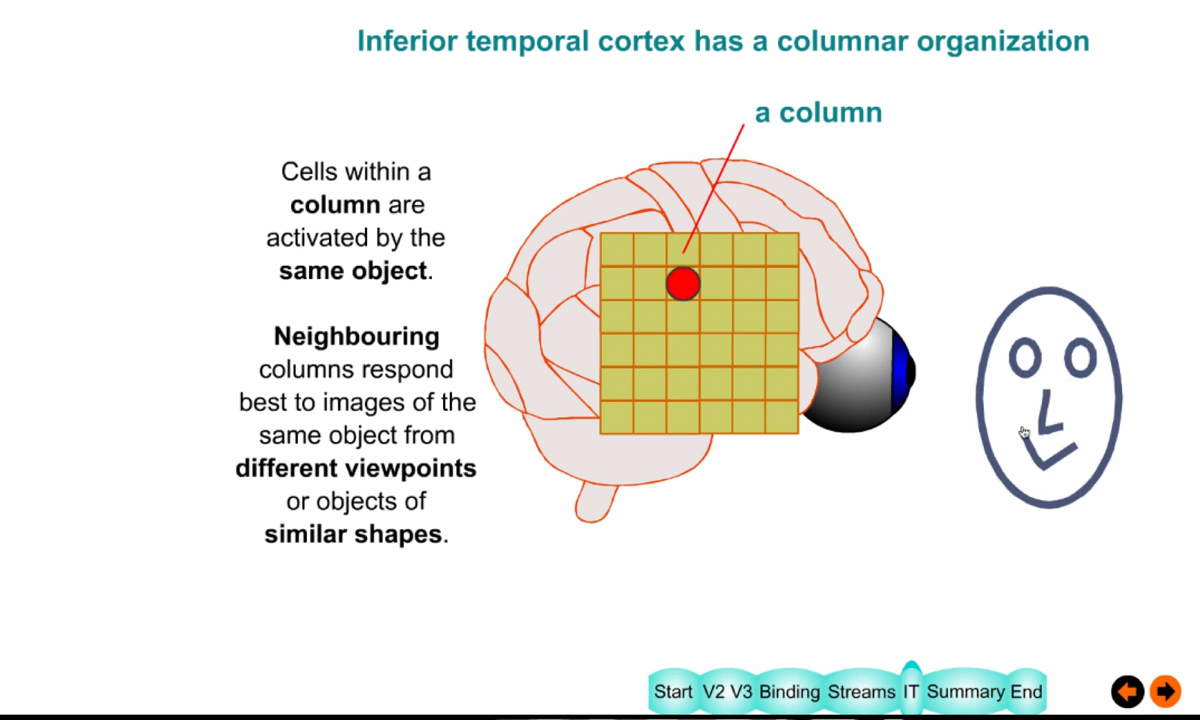 Inferior temporal cortex has a columnar organization
a column
Cells within a
column are
activated by the
same object.
Neighbouring
columns respond
best to images of the
same object from
different viewpoints
or objects of
similar shapes.
Start V2 V3 Binding Streams IT Summary End